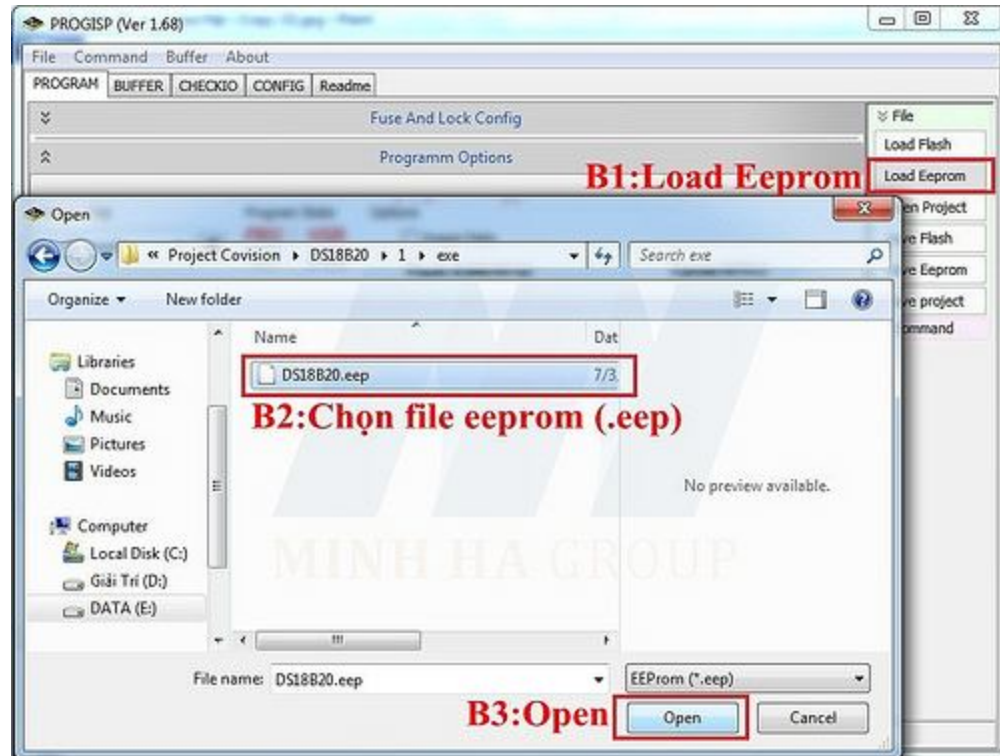 PROGISP (Ver 1.68)
File Command Buffer About
PROGRAM BUFFER CHECKIO CONFIG Readme
Fuse And Lock Config
Programm Options
File
Load Flash
B1:Load Eeprom
Load Eeprom
Open
en Project
ve Flash
ve Eeprom
ve project
ommand
« Project Covision ▸ DS18B20 ▸ 1 ▸ exe
Search exe
Organize New folder
Name Dat
Libraries
Documents
Music
Pictures
Videos
Computer
Local Disk (C:)
Giải Trí (D:)
DATA (E:)
DS18B20.eep 7/3
B2:Chọn file eeprom (.eep)
No preview available.
MINH HA GROUP
File name: DS18B20.eep EEProm (*.eep)
B3:Open Open Cancel